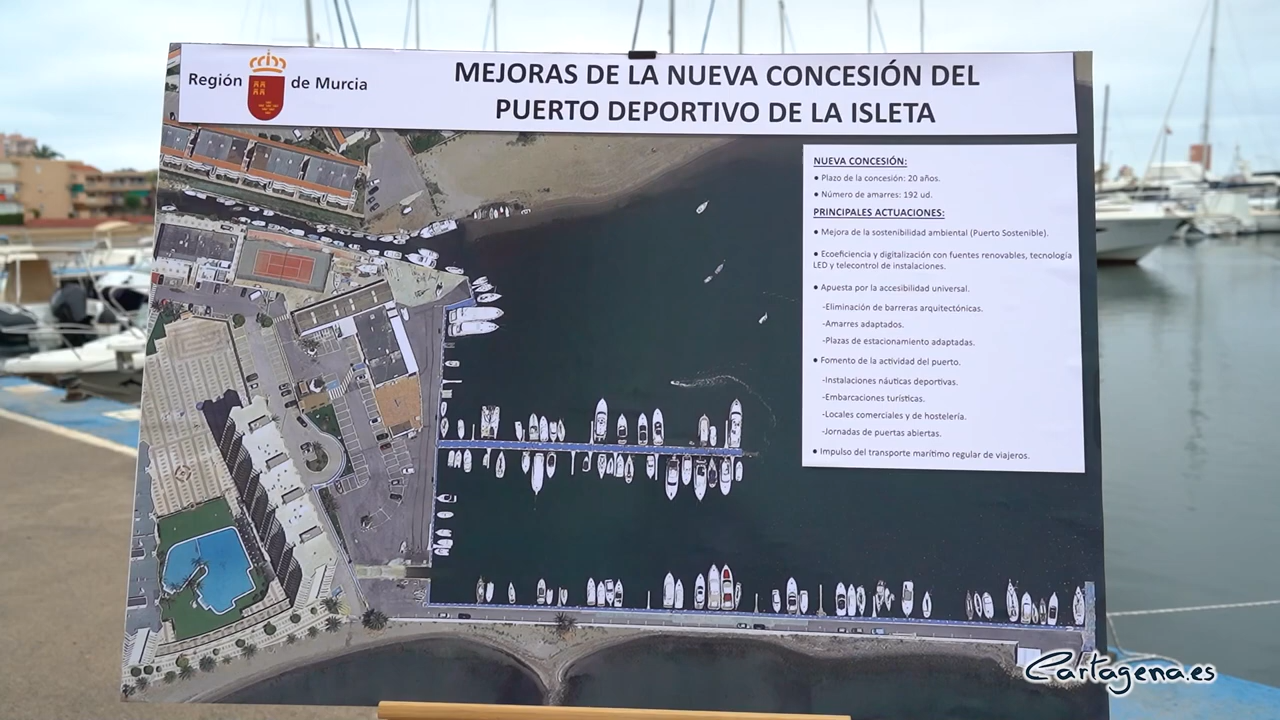 Región de Murcia
MEJORAS DE LA NUEVA CONCESIÓN DEL
PUERTO DEPORTIVO DE LA ISLETA
NUEVA CONCESIÓN:
● Plazo de la concesión: 20 años.
● Número de amarres: 192 ud.
PRINCIPALES ACTUACIONES:
● Mejora de la sostenibilidad ambiental (Puerto Sostenible).
● Ecoeficiencia y digitalización con fuentes renovables, tecnología
LED y telecontrol de instalaciones.
● Apuesta por la accesibilidad universal.
-Eliminación de barreras arquitectónicas.
-Amarres adaptados.
-Plazas de estacionamiento adaptadas.
● Fomento de la actividad del puerto.
-Instalaciones náuticas deportivas.
-Embarcaciones turísticas.
-Locales comerciales y de hostelería.
-Jornadas de puertas abiertas.
● Impulso del transporte marítimo regular de viajeros.
Cartagena.es